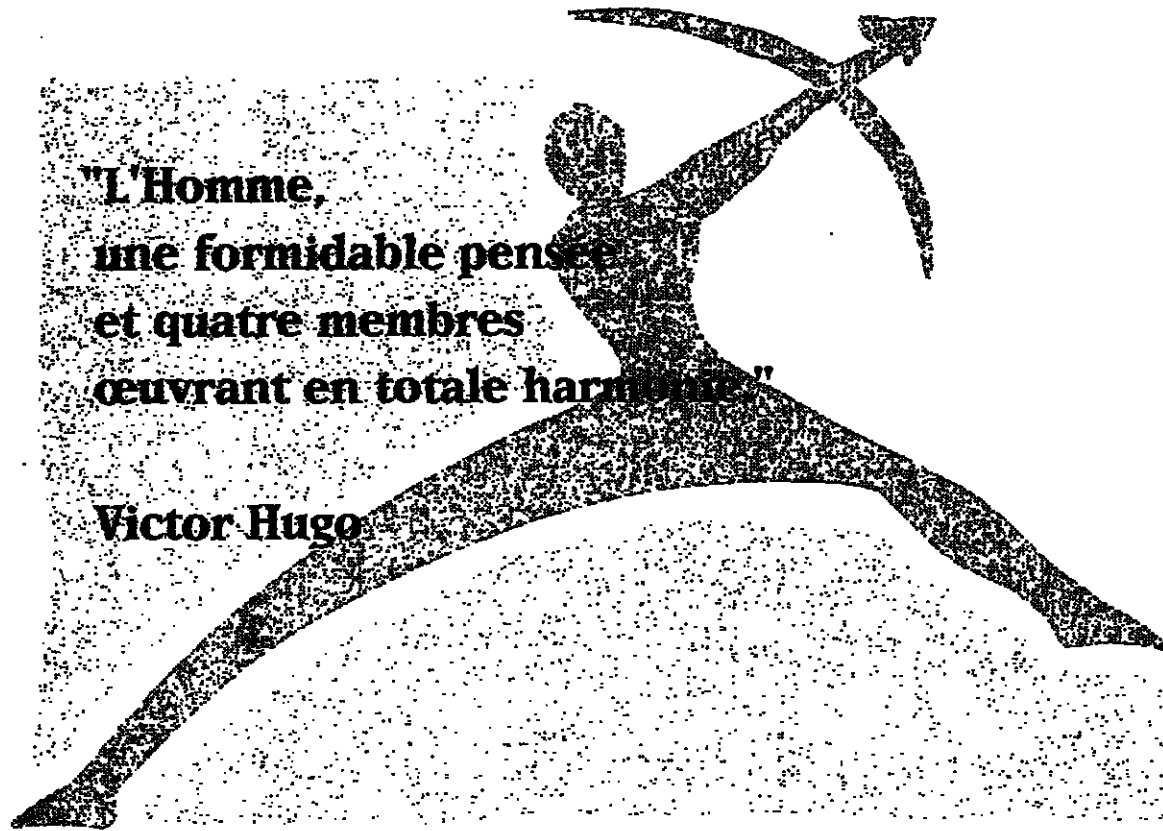 "L'Homme,
une formidable pensée
et quatre membres
œuvrant en totale harmonie."
Victor Hugo